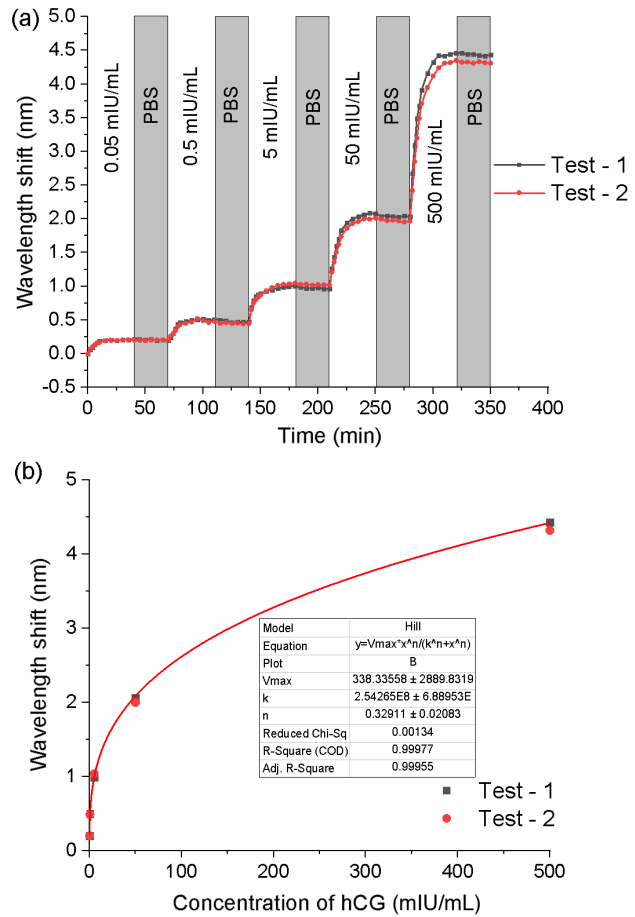 (a)
5.0
4.5
4.0
3.5
3.0
2.5
2.0
1.5
1.0
0.5
0.0
-0.5
Wavelength shift (nm)
0.05 mIU/mL
PBS
0.5 mIU/mL
PBS
5 mIU/mL
PBS
50 mIU/mL
PBS
500 mIU/mL
PBS
Test - 1
Test - 2
0 50 100 150 200 250 300 350 400
Time (min)
(b)
5
4
3
2
1
0
Wavelength shift (nm)
Model Hill
Equation y=Vmax*x^n/(k^n+x^n)
Plot B
Vmax 338.33558 ± 2889.8319
k 2.54265E8 ± 6.88953E
n 0.32911 ± 0.02083
Reduced Chi-Sq 0.00134
R-Square (COD) 0.99977
Adj. R-Square 0.99955
Test - 1
Test - 2
0 100 200 300 400 500
Concentration of hCG (mIU/mL)